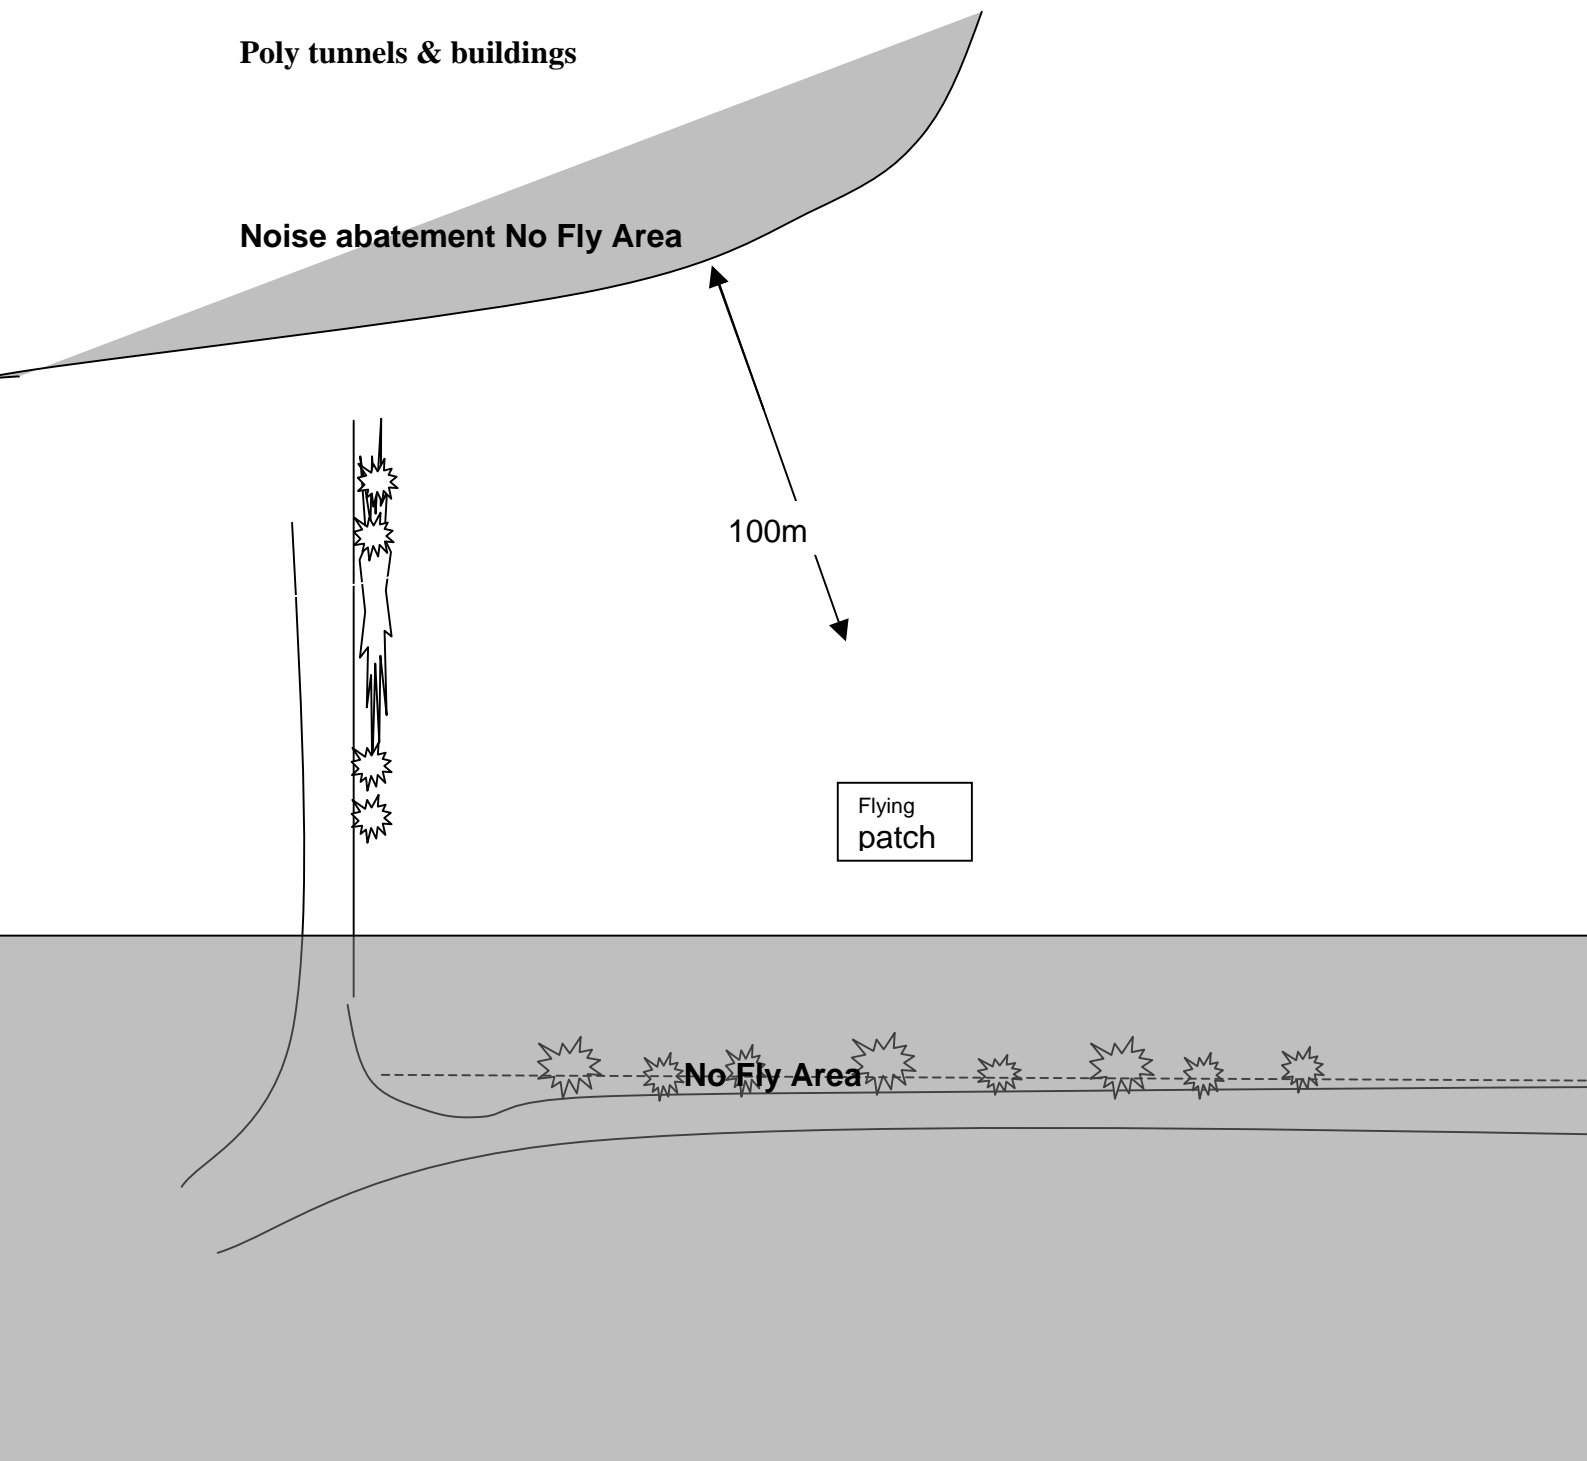 Poly tunnels & buildings
Noise abatement No Fly Area
100m
Flying
patch
No Fly Area